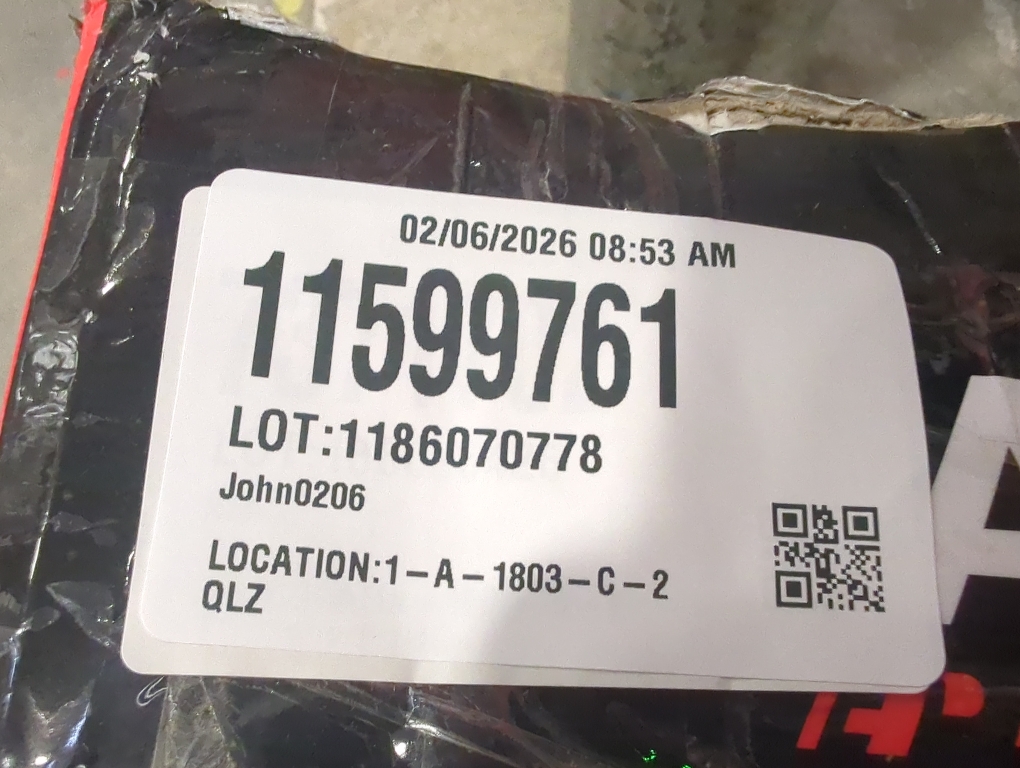 02/06/2026 08:53 AM
11599761
LOT:1186070778
John0206
LOCATION:1-A-1803-C-2
QLZ